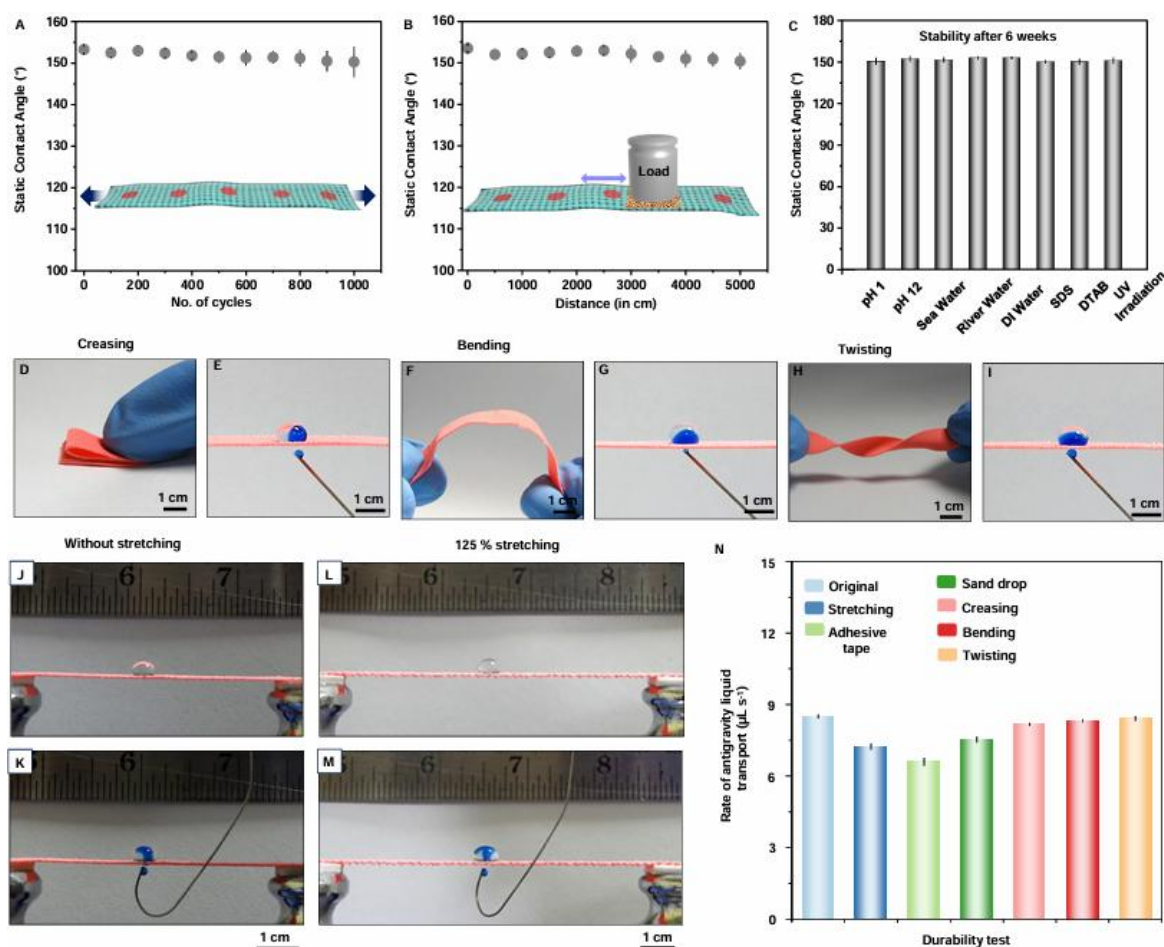 A
160
150
140
130
120
110
100
Static Contact Angle (°)
0 200 400 600 800 1000
No. of cycles
B
160
150
140
130
120
110
100
Static Contact Angle (°)
Load
0 1000 2000 3000 4000 5000
Distance (in cm)
C
Stability after 6 weeks
180
150
120
90
60
30
0
Static Contact Angle (°)
pH 1
pH 12
Sea Water
River Water
DI Water
SDS
DTAB
UV
Irradiation
Creasing
Bending
Twisting
D
1 cm
E
1 cm
F
1 cm
G
1 cm
H
1 cm
I
1 cm
Without stretching
125 % stretching
J
6 7
L
6 7 8
K
6 7
M
6 7 8
1 cm
1 cm
N
15
12
9
6
3
0
Rate of antigravity liquid
transport (µL s⁻¹)
Original
Stretching
Adhesive
tape
Sand drop
Creasing
Bending
Twisting
Durability test